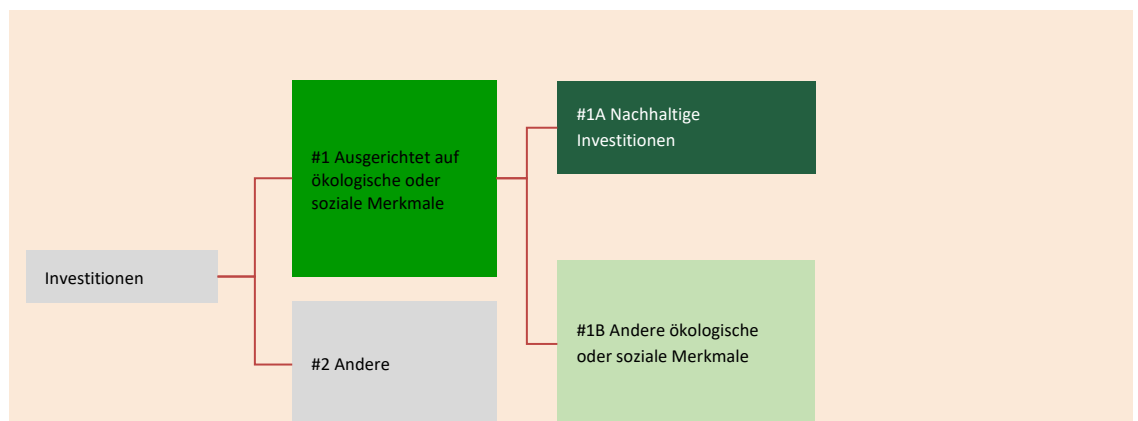 #1A Nachhaltige
Investitionen
#1 Ausgerichtet auf
ökologische oder
soziale Merkmale
Investitionen
#1B Andere ökologische
oder soziale Merkmale
#2 Andere